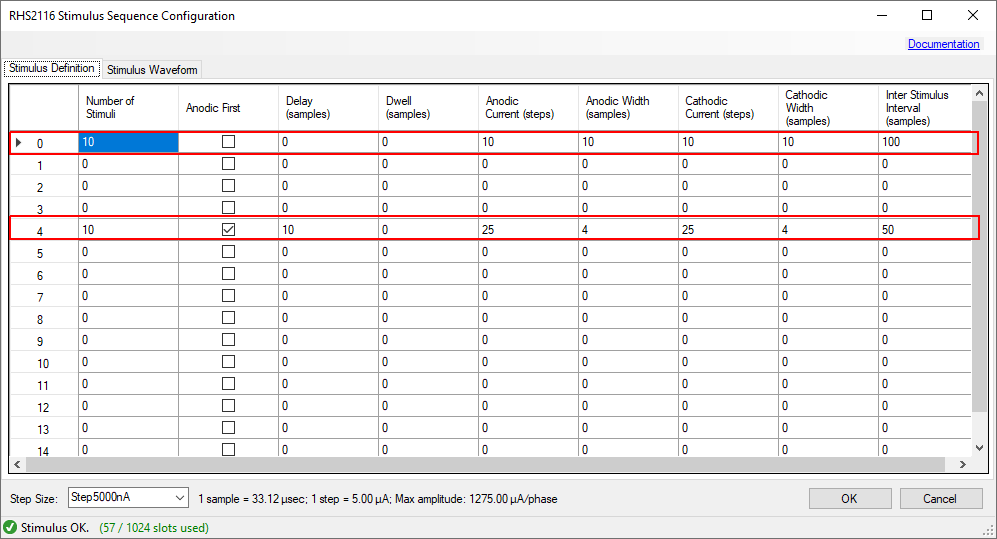 RHS2116 Stimulus Sequence Configuration
Documentation
Stimulus Definition Stimulus Waveform
Number of Stimuli Anodic First Delay (samples) Dwell (samples) Anodic Current (steps) Anodic Width (samples) Cathodic Current (steps) Cathodic Width (samples) Inter Stimulus Interval (samples)
0 10 0 0 10 10 10 10 100
1 0 0 0 0 0 0 0 0
2 0 0 0 0 0 0 0 0
3 0 0 0 0 0 0 0 0
4 10 10 0 25 4 25 4 50
5 0 0 0 0 0 0 0 0
6 0 0 0 0 0 0 0 0
7 0 0 0 0 0 0 0 0
8 0 0 0 0 0 0 0 0
9 0 0 0 0 0 0 0 0
10 0 0 0 0 0 0 0 0
11 0 0 0 0 0 0 0 0
12 0 0 0 0 0 0 0 0
13 0 0 0 0 0 0 0 0
14 0 0 0 0 0 0 0 0
Step Size: Step5000nA 1 sample = 33.12 µsec; 1 step = 5.00 µA; Max amplitude: 1275.00 µA/phase OK Cancel
Stimulus OK. (57 / 1024 slots used)